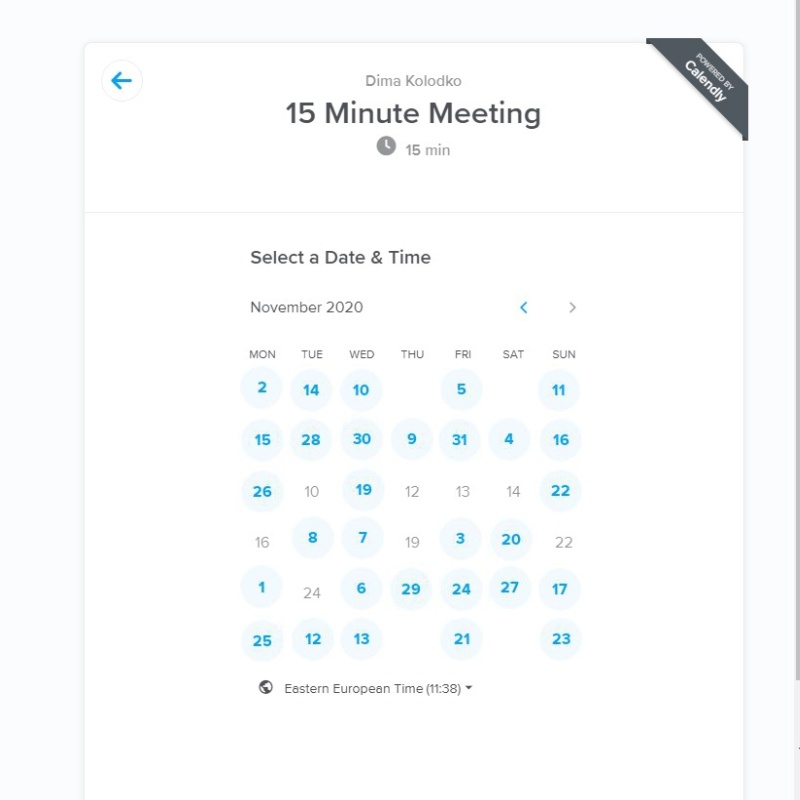 POWERED BY
Calendly
Dima Kolodko
15 Minute Meeting
15 min
Select a Date & Time
November 2020
MON TUE WED THU FRI SAT SUN
2 14 10 5 11
15 28 30 9 31 4 16
26 10 19 12 13 14 22
16 8 7 19 3 20 22
1 24 6 29 24 27 17
25 12 13 21 23
Eastern European Time (11:38)